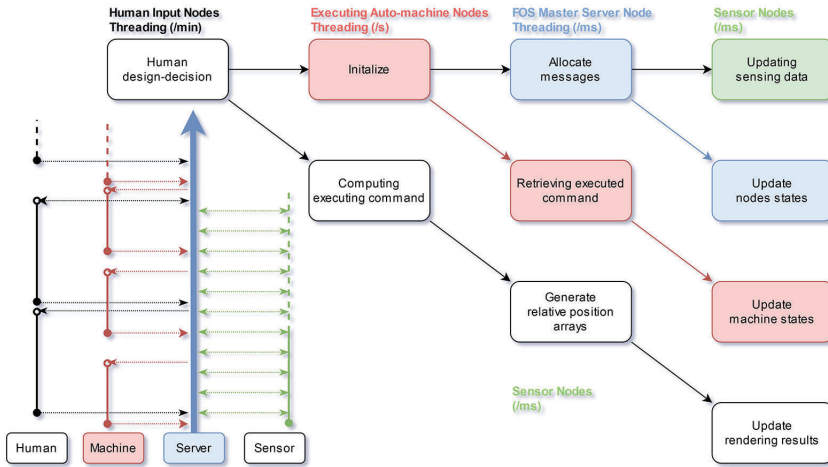 Human Input Nodes
Threading (/min)
Executing Auto-machine Nodes
Threading (/s)
FOS Master Server Node
Threading (/ms)
Sensor Nodes
(/ms)
Human
design-decision
Initalize
Allocate
messages
Updating
sensing data
Computing
executing command
Retrieving executed
command
Update
nodes states
Generate
relative position
arrays
Update
machine states
Sensor Nodes
(/ms)
Update
rendering results
Human
Machine
Server
Sensor